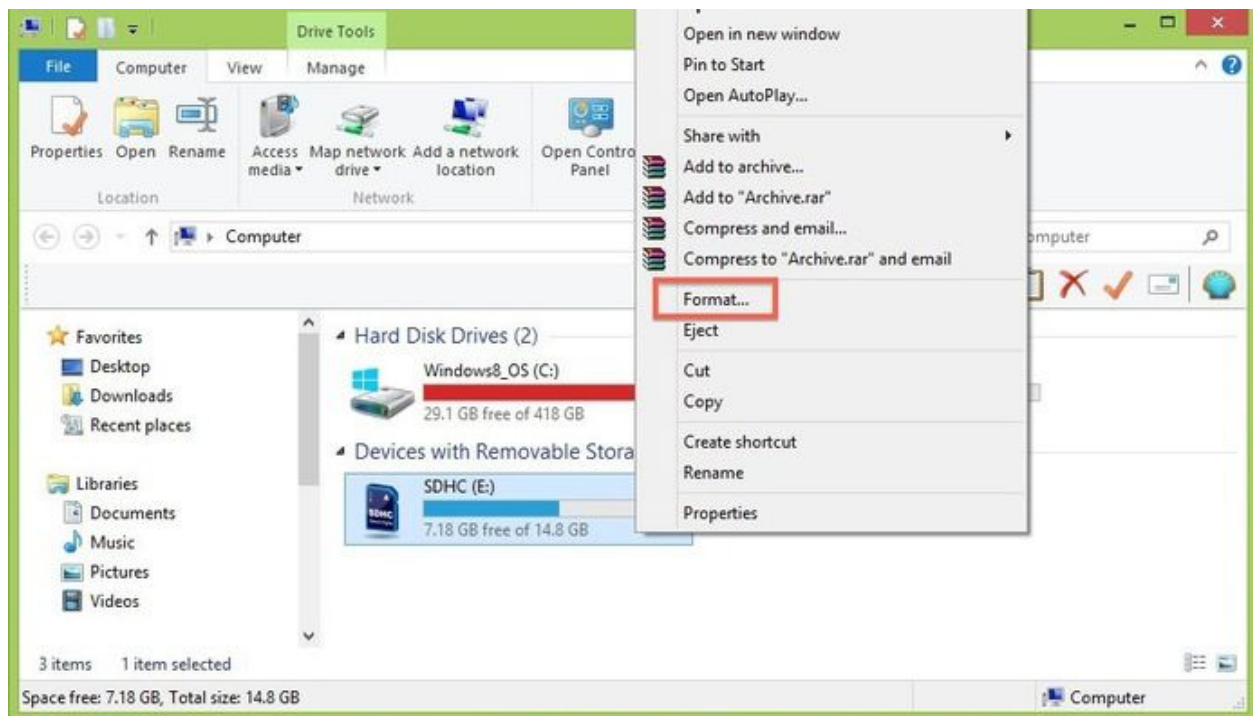 Drive Tools
File Computer View Manage
Properties Open Rename
Access media
Map network drive
Add a network location
Open Contro
Panel
Location
Network
Computer
omputer
Favorites
Desktop
Downloads
Recent places
Libraries
Documents
Music
Pictures
Videos
Hard Disk Drives (2)
Windows8_OS (C:)
29.1 GB free of 418 GB
Devices with Removable Stora
SDHC (E:)
SDHC
7.18 GB free of 14.8 GB
Open in new window
Pin to Start
Open AutoPlay...
Share with
Add to archive...
Add to "Archive.rar"
Compress and email...
Compress to "Archive.rar" and email
Format...
Eject
Cut
Copy
Create shortcut
Rename
Properties
3 items 1 item selected
Space free: 7.18 GB, Total size: 14.8 GB
Computer